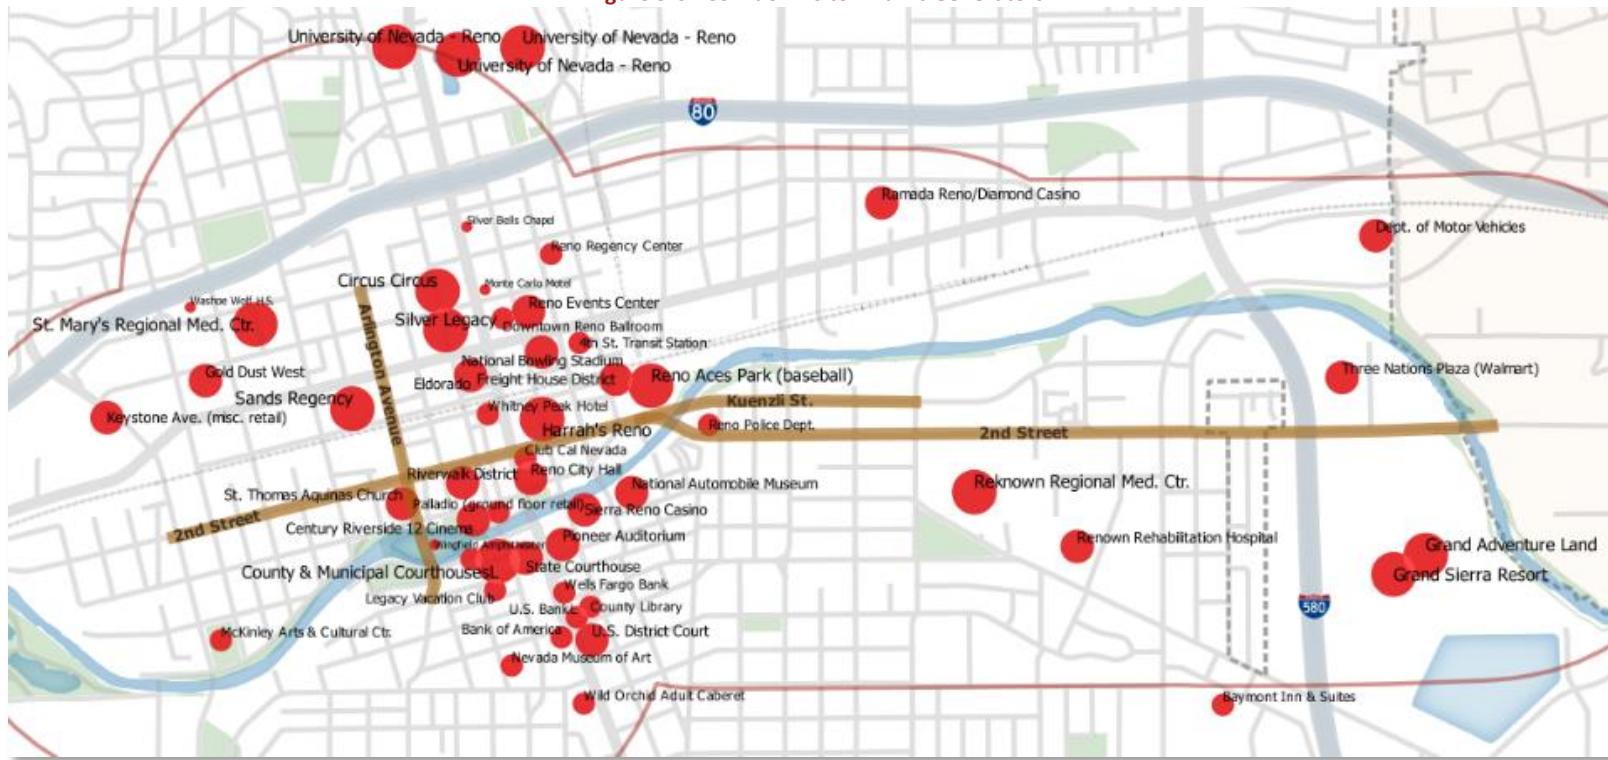 University of Nevada - Reno
University of Nevada - Reno
University of Nevada - Reno
80
Ramada Reno/Diamond Casino
Silver Bells Chapel
Dept. of Motor Vehicles
Reno Regency Center
Circus Circus
Monte Carlo Motel
Washoe Wolf H.S.
Reno Events Center
St. Mary's Regional Med. Ctr.
Silver Legacy
Downtown Reno Ballroom
4th St. Transit Station
Arlington Avenue
National Bowling Stadium
Gold Dust West
Three Nations Plaza (Walmart)
Eldorado
Freight House District
Reno Aces Park (baseball)
Sands Regency
Kuenzli St.
Keystone Ave. (misc. retail)
Whitney Peak Hotel
Harrah's Reno
Reno Police Dept.
2nd Street
Club Cal Nevada
Riverwalk District
Reno City Hall
National Automobile Museum
Reknown Regional Med. Ctr.
St. Thomas Aquinas Church
Palladio (ground floor retail)
Sierra Reno Casino
2nd Street
Century Riverside 12 Cinema
Pioneer Auditorium
Renown Rehabilitation Hospital
Wingfield Amphitheater
Grand Adventure Land
County & Municipal CourthousesL
State Courthouse
Grand Sierra Resort
Wells Fargo Bank
Legacy Vacation Club
U.S. Bank
County Library
580
McKinley Arts & Cultural Ctr.
Bank of America
U.S. District Court
Nevada Museum of Art
Wild Orchid Adult Caberet
Baymont Inn & Suites